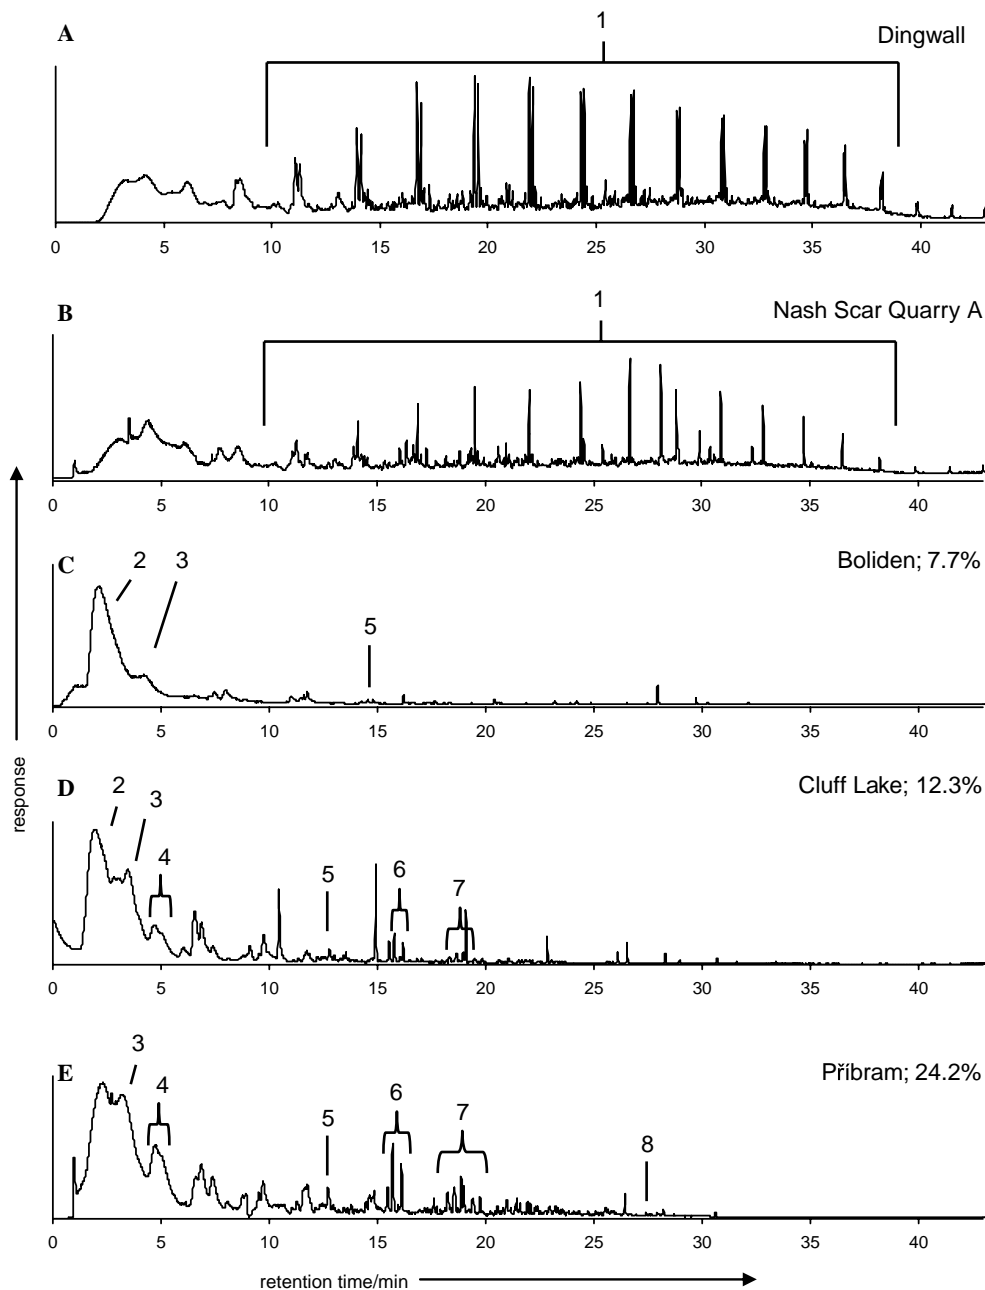 A
1
Dingwall
0 5 10 15 20 25 30 35 40
B
1
Nash Scar Quarry A
0 5 10 15 20 25 30 35 40
C
2 3 5
Boliden; 7.7%
0 5 10 15 20 25 30 35 40
D
2 3 4 5 6 7
Cluff Lake; 12.3%
0 5 10 15 20 25 30 35 40
E
3 4 5 6 7 8
Příbram; 24.2%
0 5 10 15 20 25 30 35 40
response
retention time/min